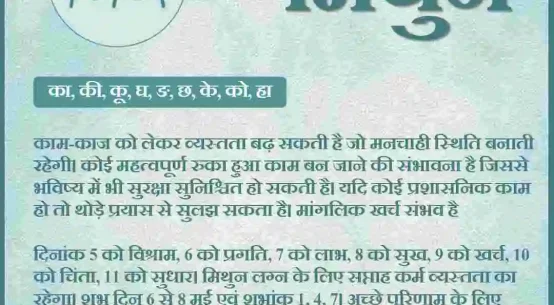 मिथुन
का, की, कू, घ, ङ, छ, के, को, हा
काम-काज को लेकर व्यस्तता बढ़ सकती है जो मनचाही स्थिति बनाती
रहेगी। कोई महत्वपूर्ण रुका हुआ काम बन जाने की संभावना है जिससे
भविष्य में भी सुरक्षा सुनिश्चित हो सकती है। यदि कोई प्रशासनिक काम
हो तो थोड़े प्रयास से सुलझ सकता है। मांगलिक खर्च संभव है
दिनांक 5 को विश्राम, 6 को प्रगति, 7 को लाभ, 8 को सुख, 9 को खर्च, 10
को चिंता, 11 को सुधार। मिथुन लग्न के लिए सप्ताह कर्म व्यस्तता का
रहेगा। शुभ दिन 6 से 8 मई एवं शुभांक 1, 4, 7। अच्छे परिणाम के लिए